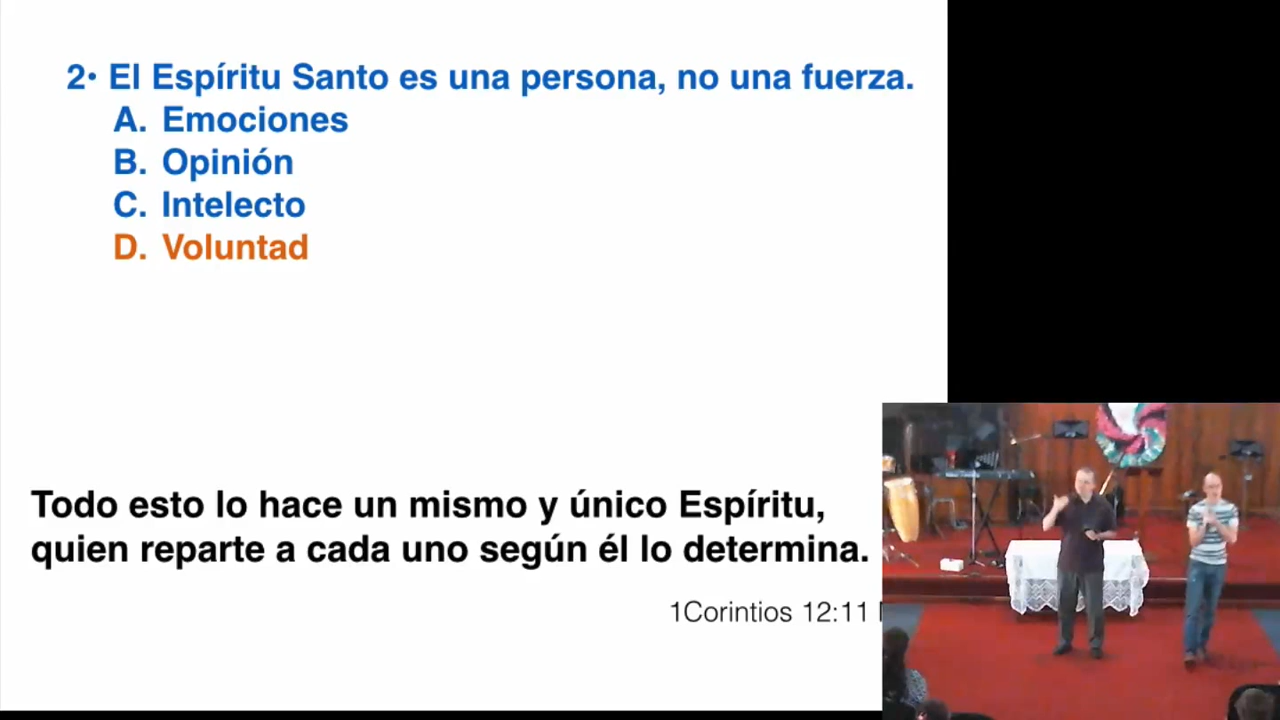 2• El Espíritu Santo es una persona, no una fuerza.
A. Emociones
B. Opinión
C. Intelecto
D. Voluntad
Todo esto lo hace un mismo y único Espíritu,
quien reparte a cada uno según él lo determina.
1Corintios 12:11